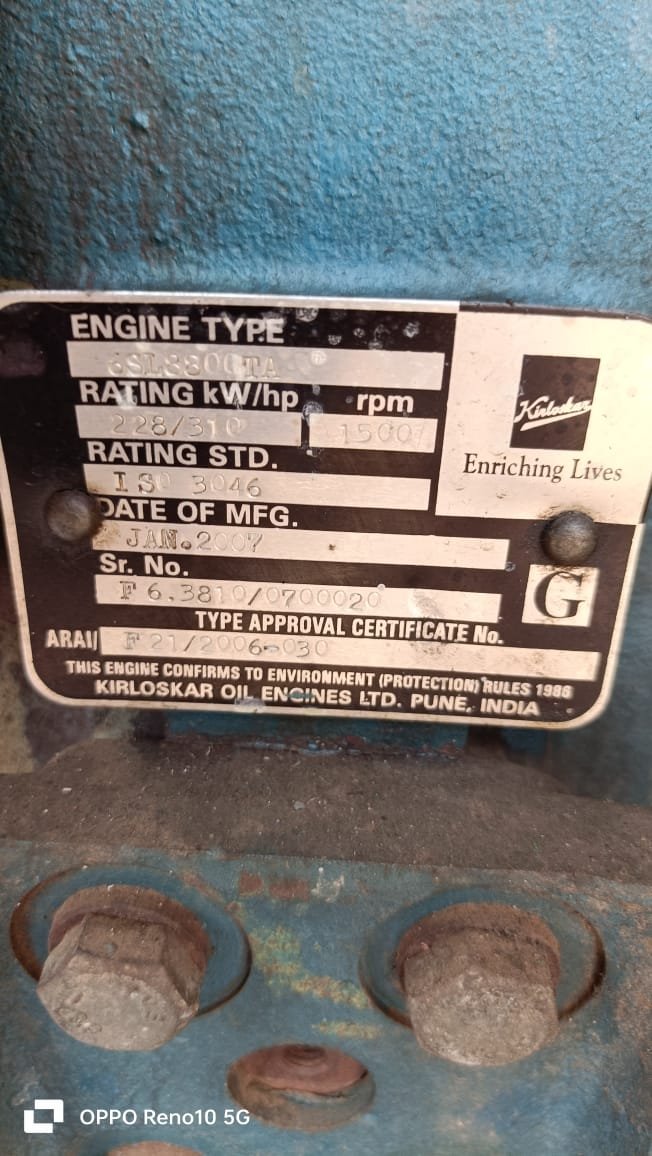 ENGINE TYPE
6SL8800TA
Kirloskar
Enriching Lives
RATING kW/hp rpm
228/310 1500
RATING STD.
ISO 3046
DATE OF MFG.
JAN.2007
Sr. No.
F6.3810/0700020
G
TYPE APPROVAL CERTIFICATE No.
ARAI/ F21/2006-030
THIS ENGINE CONFIRMS TO ENVIRONMENT (PROTECTION) RULES 1986
KIRLOSKAR OIL ENGINES LTD. PUNE, INDIA
OPPO Reno10 5G